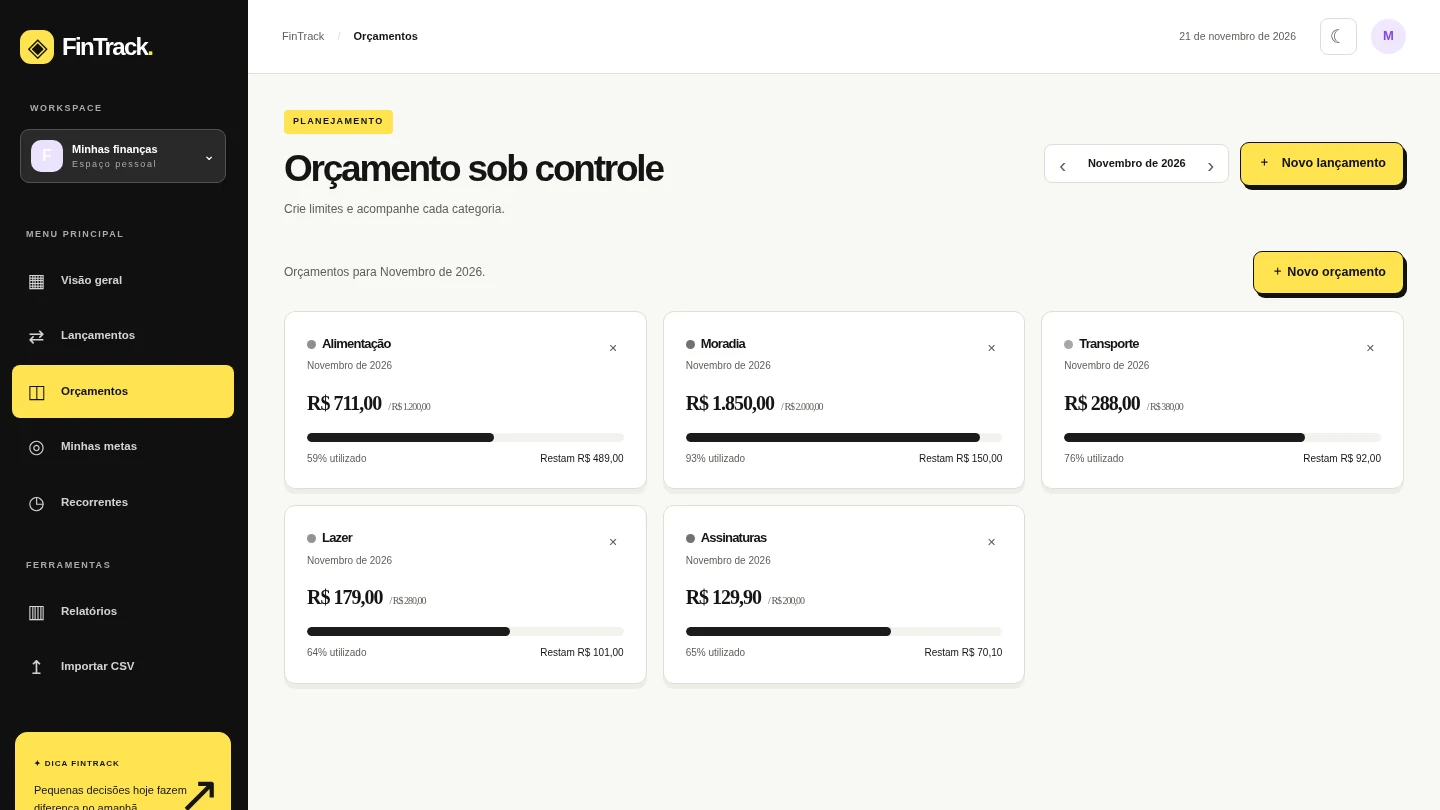 FinTrack.
WORKSPACE
F
Minhas finanças
Espaço pessoal
MENU PRINCIPAL
Visão geral
Lançamentos
Orçamentos
Minhas metas
Recorrentes
FERRAMENTAS
Relatórios
Importar CSV
✦ DICA FINTRACK
Pequenas decisões hoje fazem
diferença no amanhã
FinTrack / Orçamentos
21 de novembro de 2026
M
PLANEJAMENTO
Orçamento sob controle
Crie limites e acompanhe cada categoria.
‹ Novembro de 2026 ›
+ Novo lançamento
Orçamentos para Novembro de 2026.
+ Novo orçamento
Alimentação ×
Novembro de 2026
R$ 711,00 / R$ 1.200,00
59% utilizado Restam R$ 489,00
Moradia ×
Novembro de 2026
R$ 1.850,00 / R$ 2.000,00
93% utilizado Restam R$ 150,00
Transporte ×
Novembro de 2026
R$ 288,00 / R$ 380,00
76% utilizado Restam R$ 92,00
Lazer ×
Novembro de 2026
R$ 179,00 / R$ 280,00
64% utilizado Restam R$ 101,00
Assinaturas ×
Novembro de 2026
R$ 129,90 / R$ 200,00
65% utilizado Restam R$ 70,10